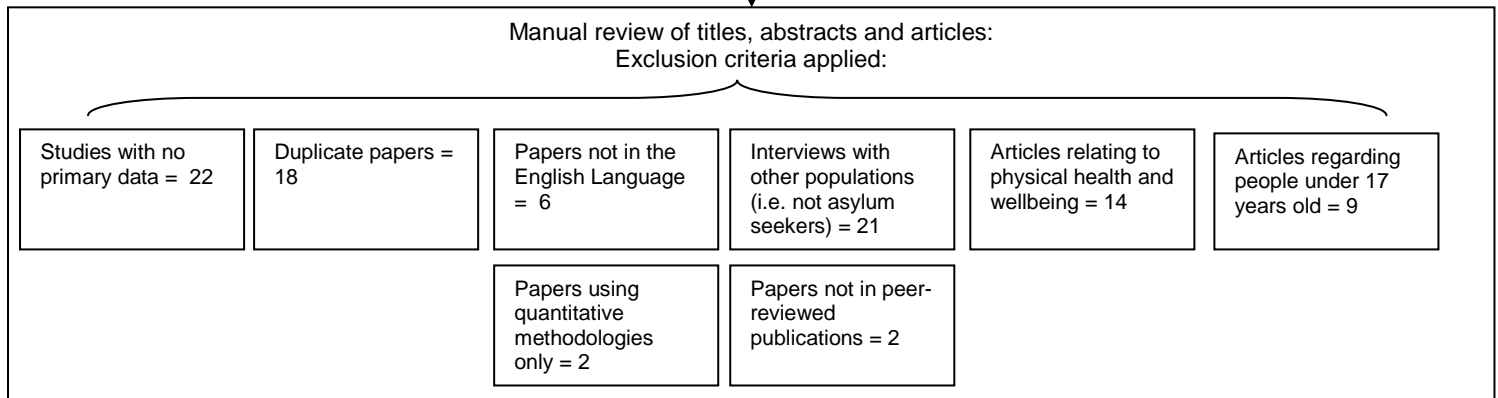 Manual review of titles, abstracts and articles:
Exclusion criteria applied:
Studies with no
primary data = 22
Duplicate papers =
18
Papers not in the
English Language
= 6
Interviews with
other populations
(i.e. not asylum
seekers) = 21
Articles relating to
physical health and
wellbeing = 14
Articles regarding
people under 17
years old = 9
Papers using
quantitative
methodologies
only = 2
Papers not in peer-
reviewed
publications = 2